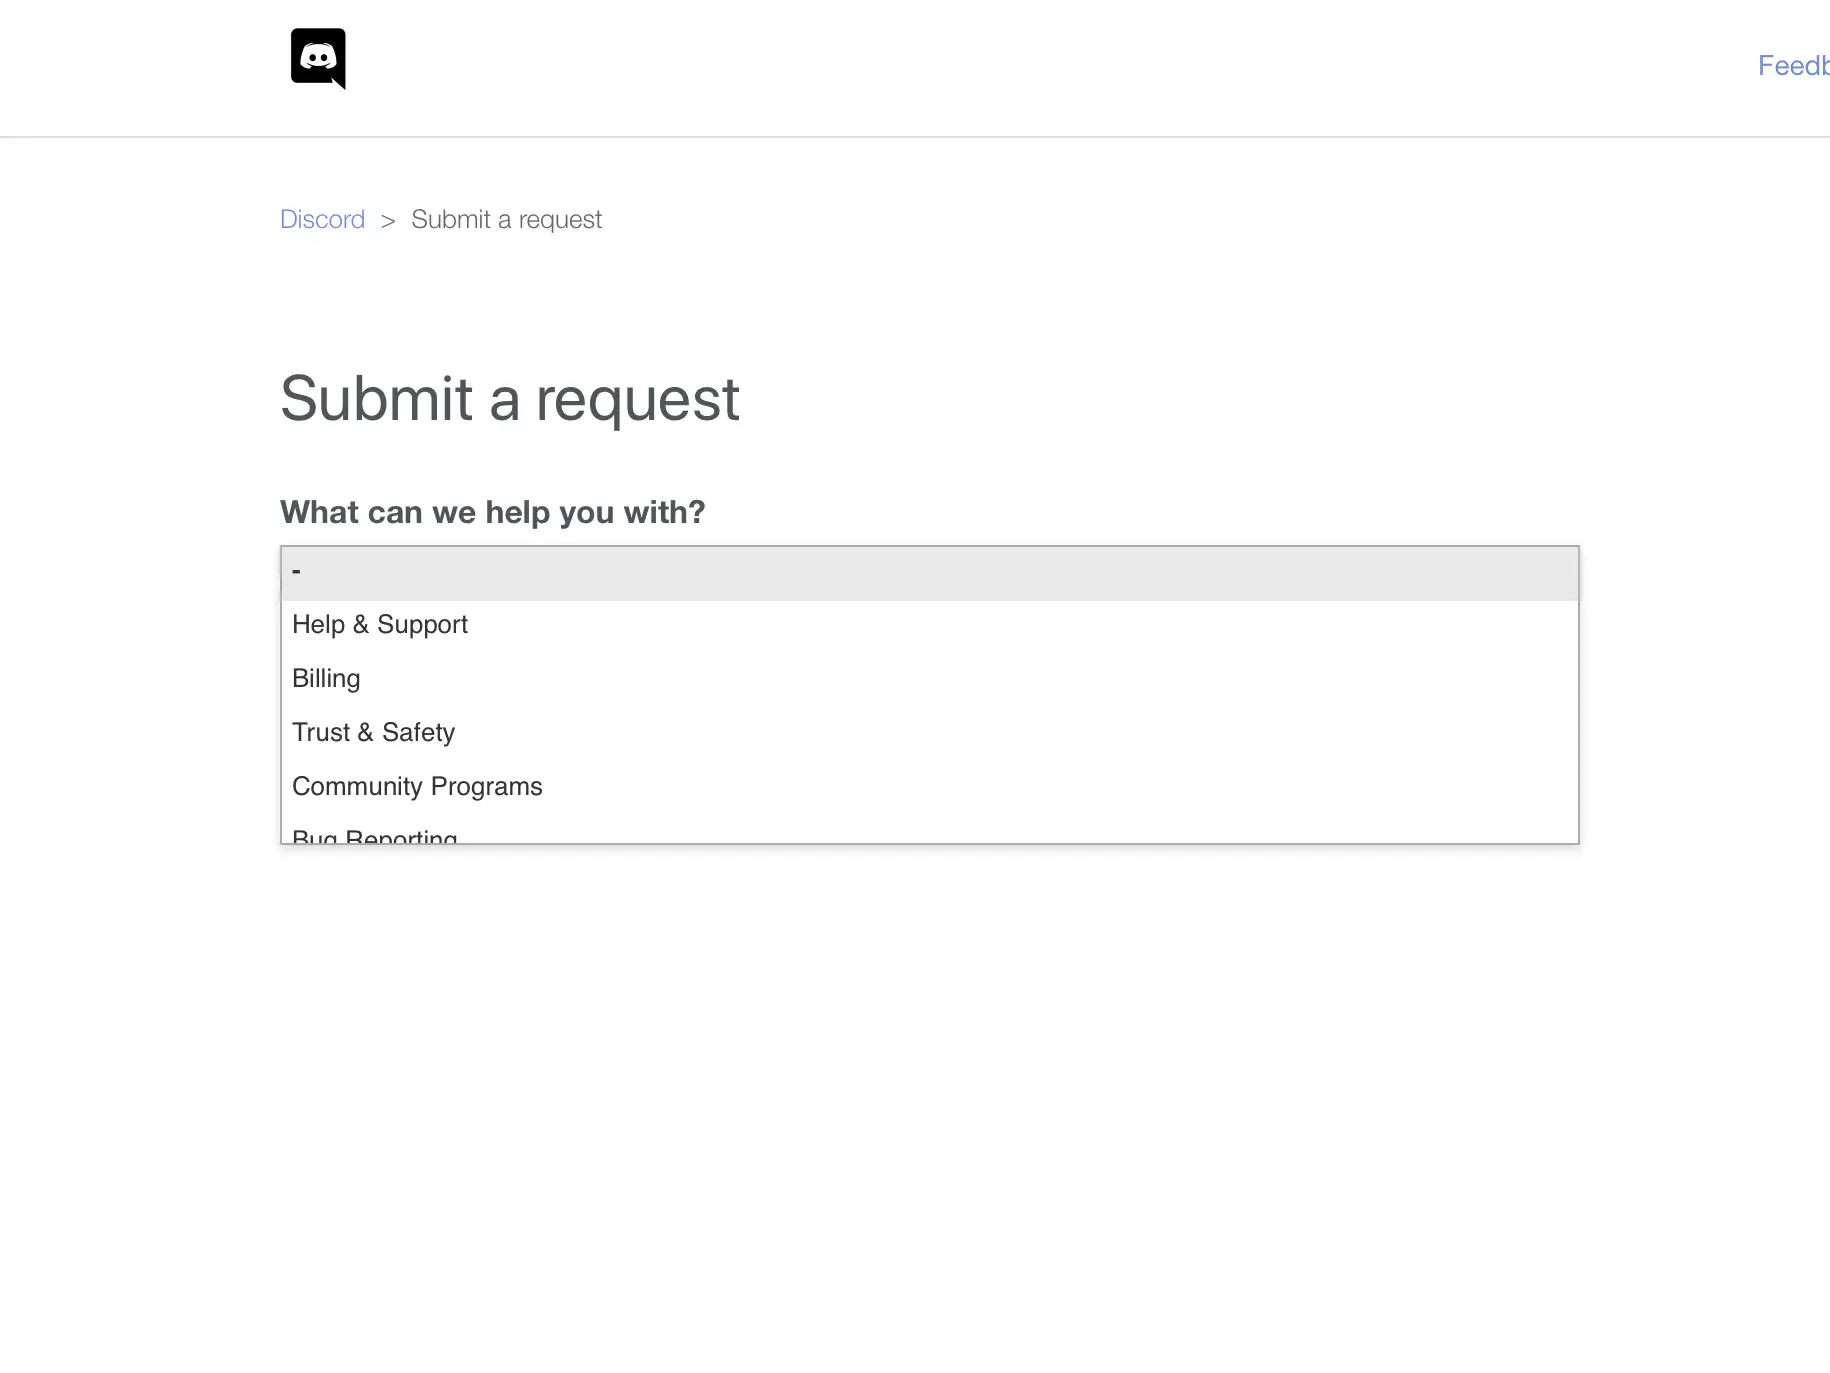 Feedb
Discord > Submit a request
Submit a request
What can we help you with?
-
Help & Support
Billing
Trust & Safety
Community Programs
Bug Reporting